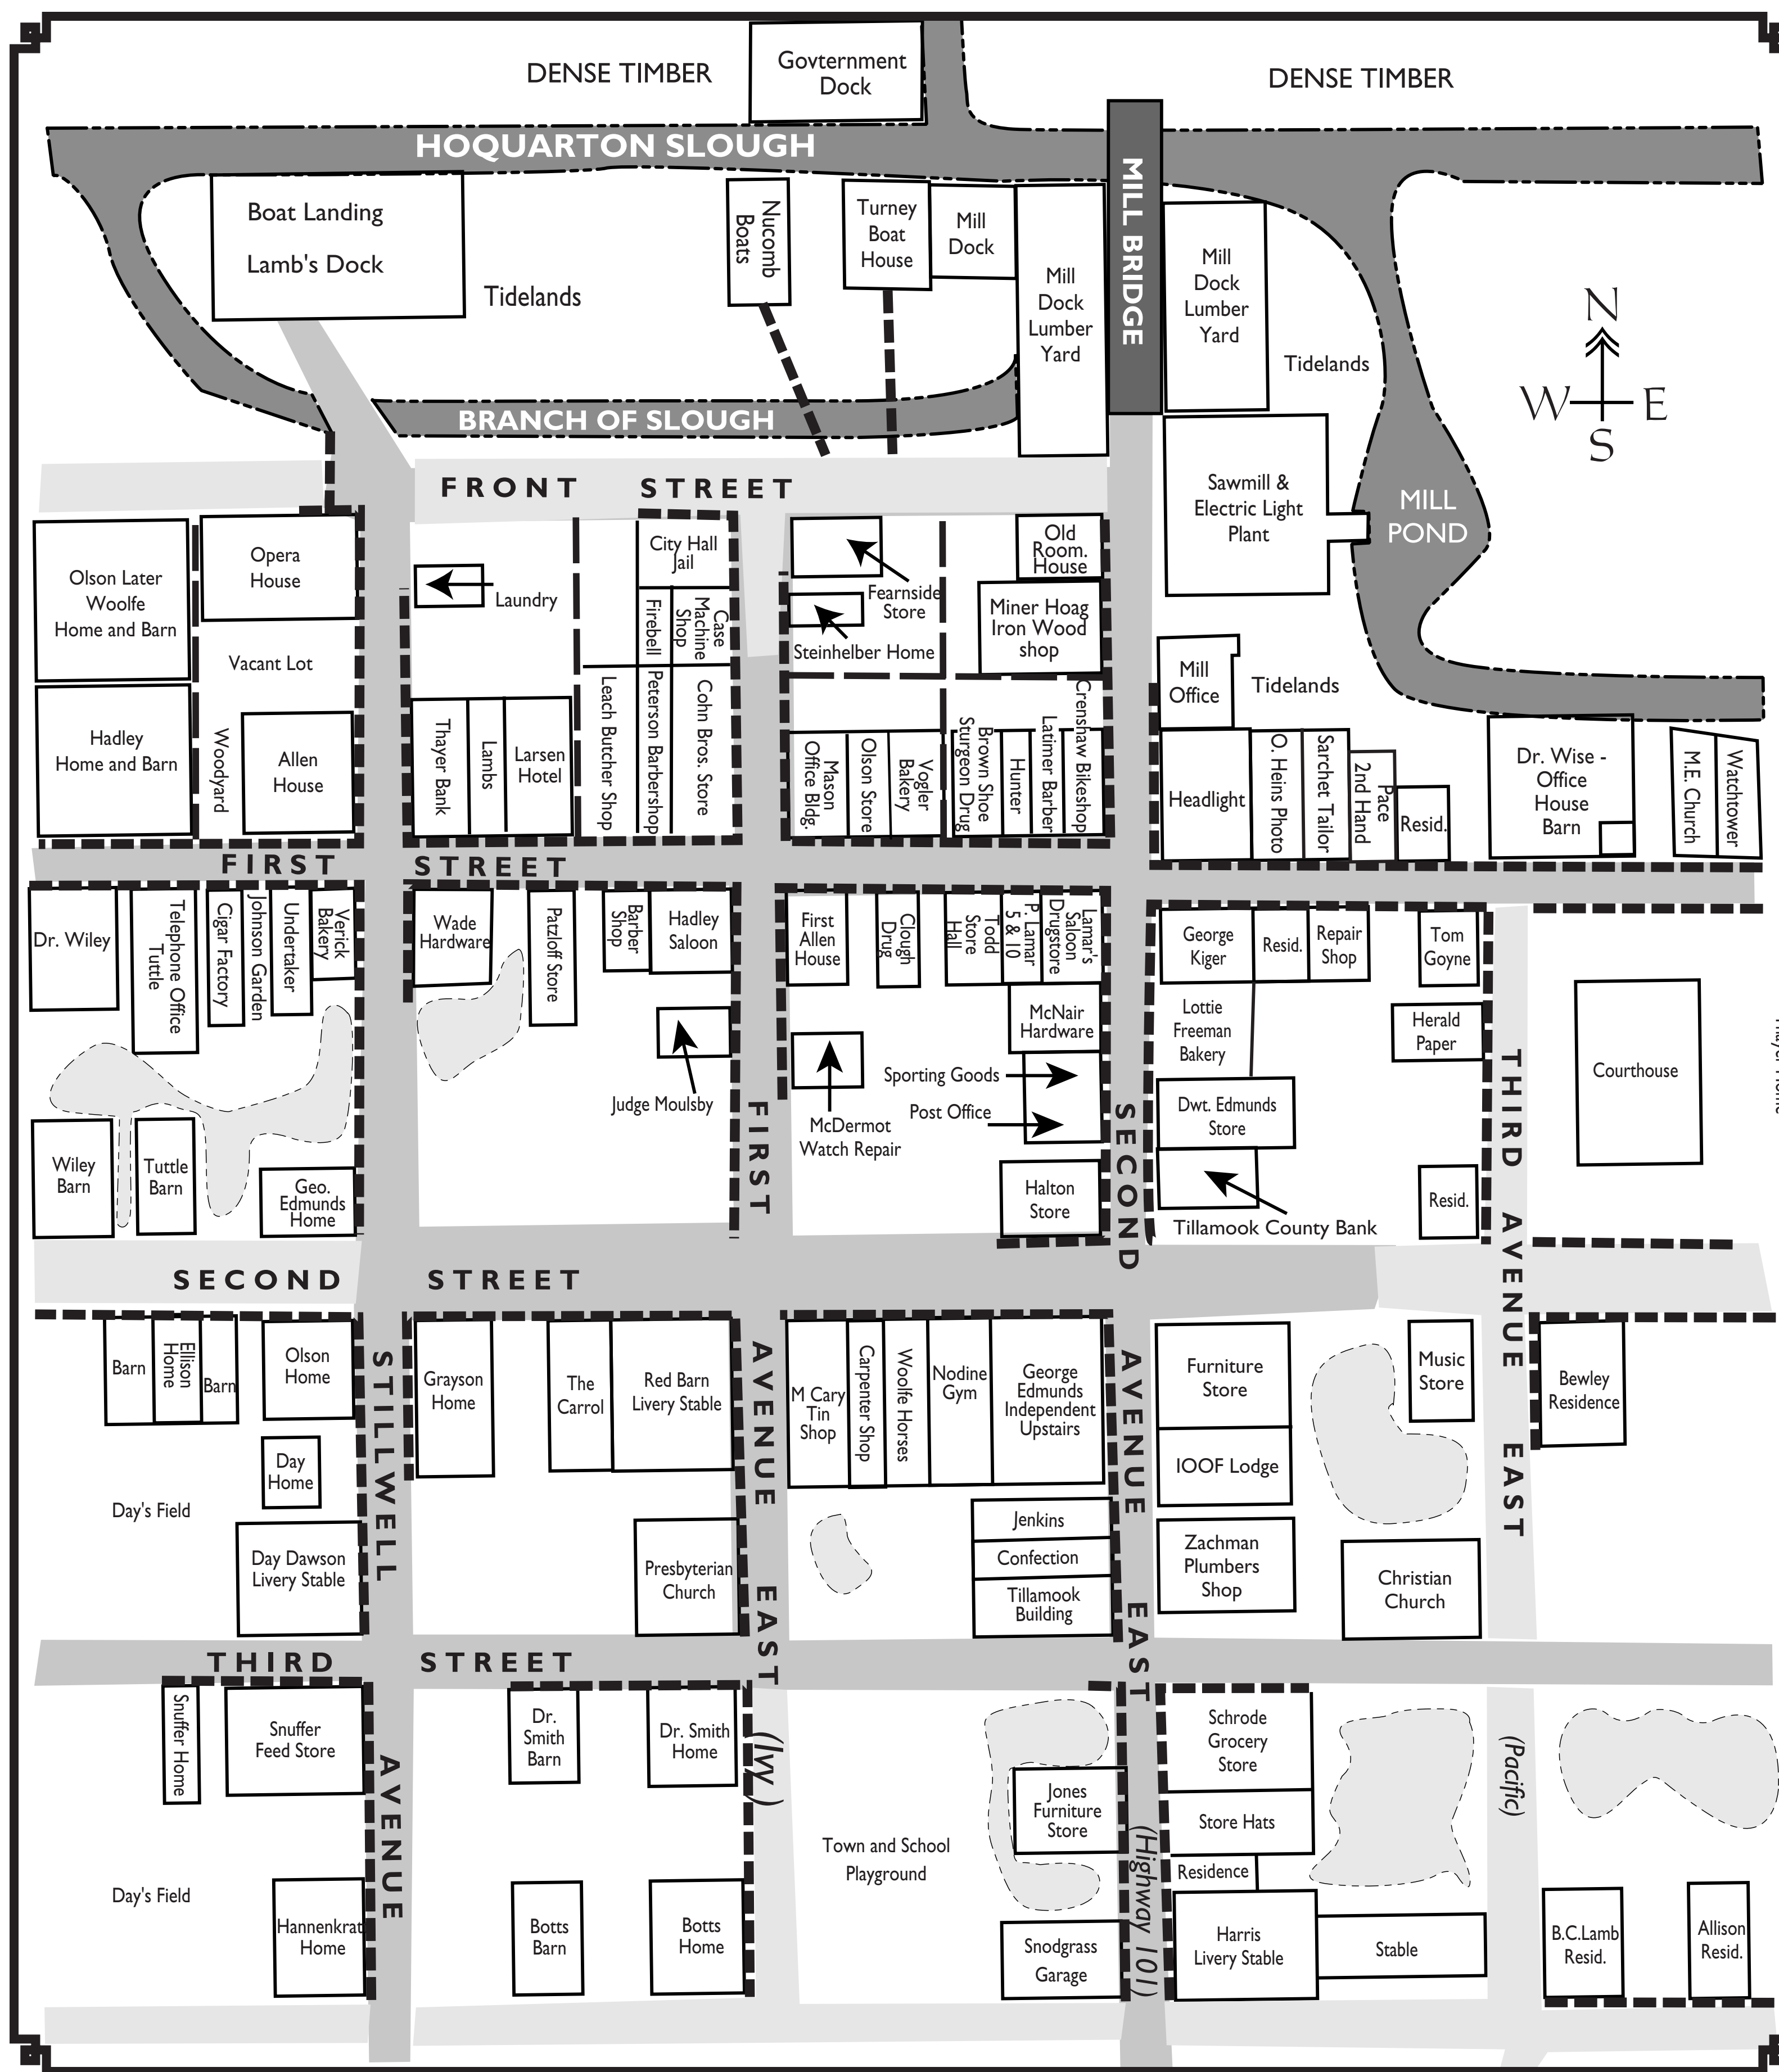 Govternment
Dock
DENSE TIMBER
DENSE TIMBER
HOQUARTON SLOUGH
MILL BRIDGE
Boat Landing
Lamb's Dock
Tidelands
Nucomb
Boats
Turney
Boat
House
Mill
Dock
Mill
Dock
Lumber
Yard
Mill
Dock
Lumber
Yard
Tidelands
N
W
E
S
BRANCH OF SLOUGH
FRONT STREET
Sawmill &
Electric Light
Plant
MILL
POND
Olson Later
Woolfe
Home and Barn
Opera
House
Vacant Lot
Hadley
Home and Barn
Woodyard
Allen
House
Laundry
City Hall
Jail
Firebell
Case
Machine
Shop
Thayer Bank
Lambs
Larsen
Hotel
Leach Butcher Shop
Peterson Barbershop
Cohn Bros. Store
Fearnside
Store
Steinhelber Home
Old
Room.
House
Miner Hoag
Iron Wood
shop
Mason
Office Bldg.
Olson Store
Vogler
Bakery
Brown Shoe
Sturgeon Drug
Hunter
Latimer Barber
Crenshaw Bikeshop
Mill
Office
Tidelands
Headlight
O. Heins Photo
Sarchet Tailor
Pace
2nd Hand
Resid.
Dr. Wise -
Office
House
Barn
M.E. Church
Watchtower
FIRST STREET
Dr. Wiley
Telephone Office
Tuttle
Cigar Factory
Johnson Garden
Undertaker
Verick
Bakery
Wade
Hardware
Patzloff Store
Barber
Shop
Hadley
Saloon
Judge Moulsby
First
Allen
House
Clough
Drug
Todd
Store
Hall
P. Lamar
5 & 10
Lamar's
Saloon
Drugstore
McNair
Hardware
Sporting Goods
Post Office
McDermot
Watch Repair
Halton
Store
George
Kiger
Resid.
Repair
Shop
Tom
Goyne
Lottie
Freeman
Bakery
Herald
Paper
Dwt. Edmunds
Store
Tillamook County Bank
Resid.
Courthouse
Wiley
Barn
Tuttle
Barn
Geo.
Edmunds
Home
SECOND STREET
Barn
Ellison
Home
Barn
Olson
Home
Day
Home
Day's Field
Day Dawson
Livery Stable
STILLWELL AVENUE
Grayson
Home
The
Carrol
Red Barn
Livery Stable
Presbyterian
Church
FIRST AVENUE EAST
(Ivy )
M Cary
Tin
Shop
Carpenter Shop
Woolfe Horses
Nodine
Gym
George
Edmunds
Independent
Upstairs
Jenkins
Confection
Tillamook
Building
SECOND AVENUE EAST
(Highway 101)
Furniture
Store
IOOF Lodge
Zachman
Plumbers
Shop
Music
Store
Christian
Church
THIRD AVENUE EAST
(Pacific)
Bewley
Residence
THIRD STREET
Snuffer Home
Snuffer
Feed Store
Day's Field
Hannenkrat
Home
Dr.
Smith
Barn
Dr. Smith
Home
Botts
Barn
Botts
Home
Town and School
Playground
Jones
Furniture
Store
Snodgrass
Garage
Schrode
Grocery
Store
Store Hats
Residence
Harris
Livery Stable
Stable
B.C.Lamb
Resid.
Allison
Resid.